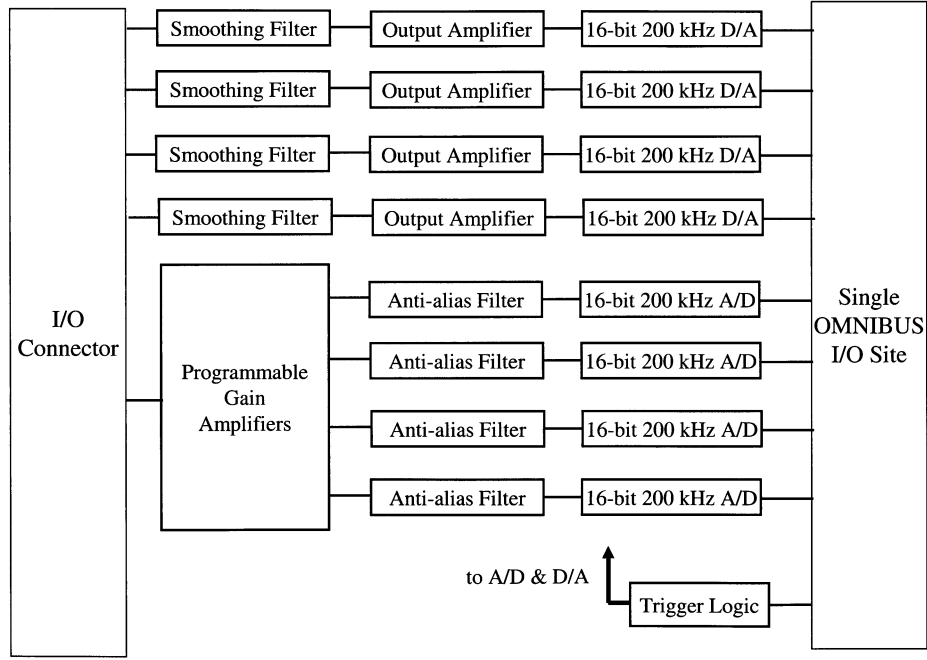 Smoothing Filter
Output Amplifier
16-bit 200 kHz D/A
Smoothing Filter
Output Amplifier
16-bit 200 kHz D/A
Smoothing Filter
Output Amplifier
16-bit 200 kHz D/A
Smoothing Filter
Output Amplifier
16-bit 200 kHz D/A
I/O
Connector
Programmable
Gain
Amplifiers
Anti-alias Filter
16-bit 200 kHz A/D
Anti-alias Filter
16-bit 200 kHz A/D
Anti-alias Filter
16-bit 200 kHz A/D
Anti-alias Filter
16-bit 200 kHz A/D
Single
OMNIBUS
I/O Site
to A/D & D/A
Trigger Logic